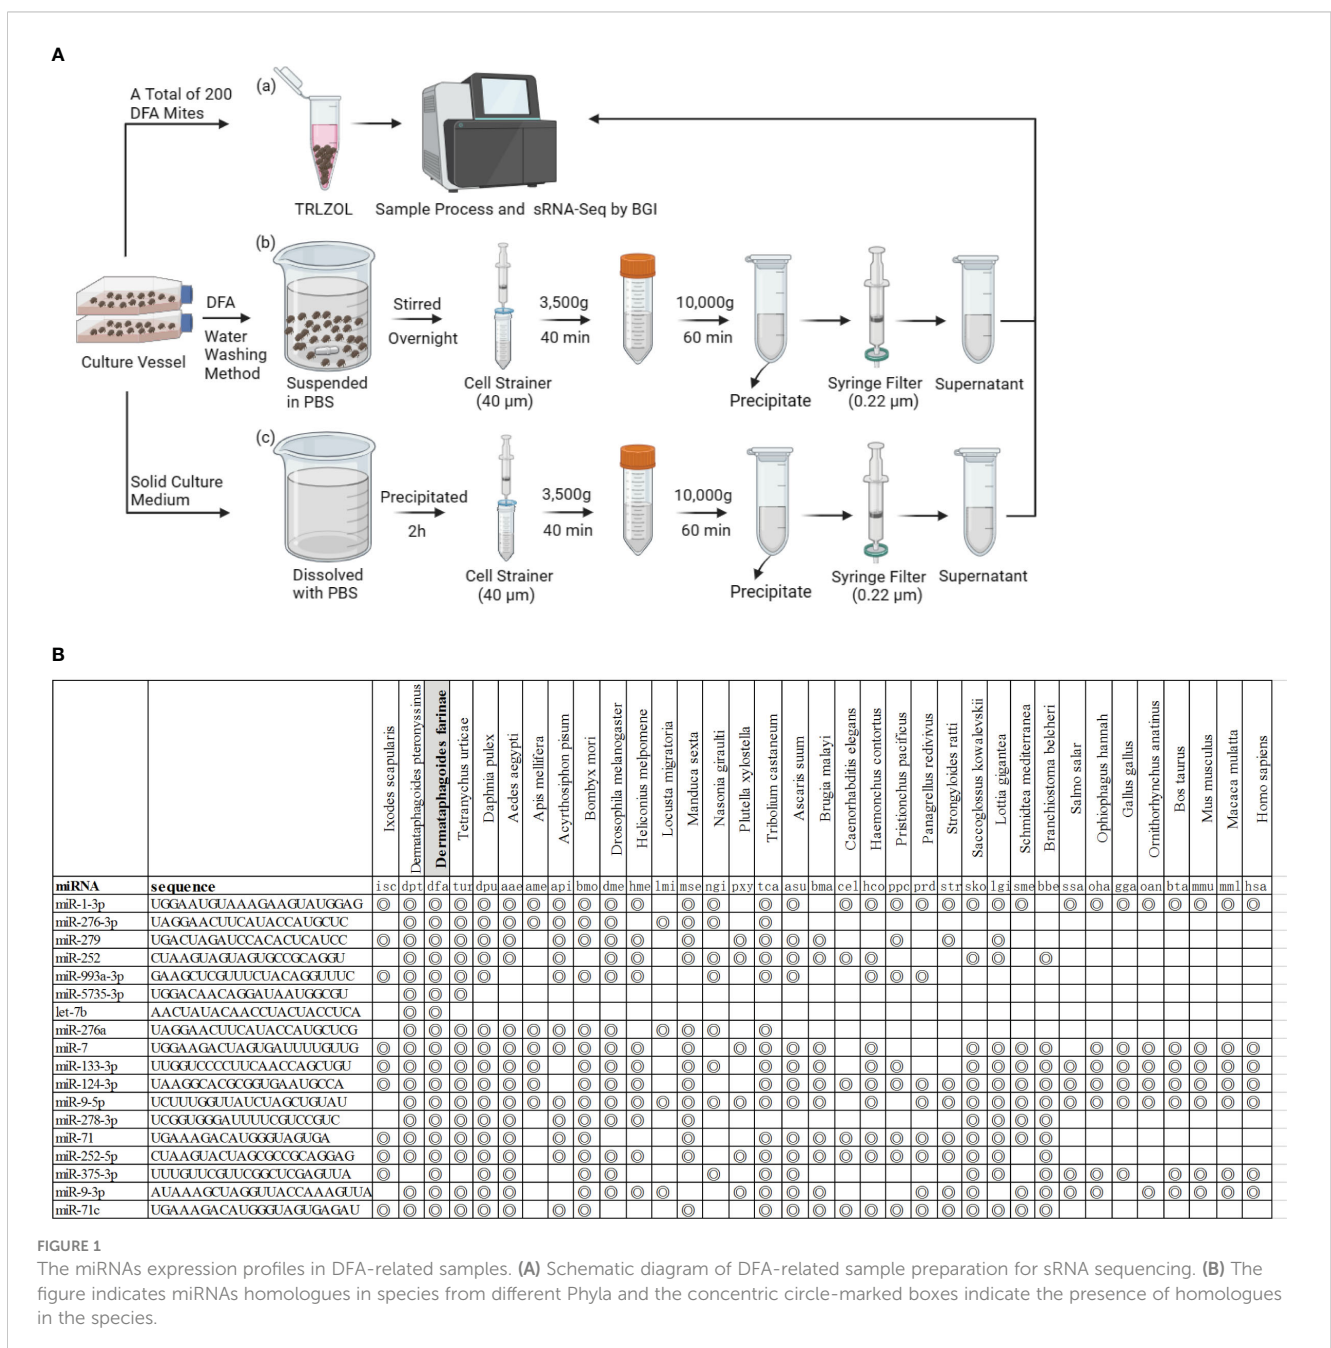 A
A Total of 200
DFA Mites
(a)
TRLZOL
Sample Process and sRNA-Seq by BGI
(b)
Culture Vessel
DFA
Water
Washing
Method
Suspended
in PBS
Stirred
Overnight
Cell Strainer
(40 µm)
3,500g
40 min
10,000g
60 min
Precipitate
Syringe Filter
(0.22 µm)
Supernatant
(c)
Solid Culture
Medium
Dissolved
with PBS
Precipitated
2h
Cell Strainer
(40 µm)
3,500g
40 min
10,000g
60 min
Precipitate
Syringe Filter
(0.22 µm)
Supernatant
B
Ixodes scapularis
Dermataphagoides pteronyssinus
Dermataphagoides farinae
Tetranychus urticae
Daphnia pulex
Aedes aegypti
Apis mellifera
Acyrthosiphon pisum
Bombyx mori
Drosophila melanogaster
Heliconius melpomene
Locusta migratoria
Manduca sexta
Nasonia giraulti
Plutella xylostella
Tribolium castaneum
Ascaris suum
Brugia malayi
Caenorhabditis elegans
Haemonchus contortus
Pristionchus pacificus
Panagrellus redivivus
Strongyloides ratti
Saccoglossus kowalevskii
Lottia gigantea
Schmidtea mediterranea
Branchiostoma belcheri
Salmo salar
Ophiophagus hannah
Gallus gallus
Ornithorhynchus anatinus
Bos taurus
Mus musculus
Macaca mulatta
Homo sapiens
miRNA sequence isc dpt dfa tur dpu aae ame api bmo dme hme lmi mse ngi pxy tca asu bma cel hco ppc prd str sko lgi sme bbe ssa oha gga oan bta mmu mml hsa
miR-1-3p UGGAAUGUAAAGAAGUAUGGAG
miR-276-3p UAGGAACUUCAUACCAUGCUC
miR-279 UGACUAGAUCCACACUCAUCC
miR-252 CUAAGUAGUAGUGCCGCAGGU
miR-993a-3p GAAGCUCGUUUCUACAGGUUUC
miR-5735-3p UGGACAACAGGAUAAUGGCGU
let-7b AACUAUACAACCUACUACCUCA
miR-276a UAGGAACUUCAUACCAUGCUCG
miR-7 UGGAAGACUAGUGAUUUUGUUG
miR-133-3p UUGGUCCCCUUCAACCAGCUGU
miR-124-3p UAAGGCACGCGGUGAAUGCCA
miR-9-5p UCUUUGGUUAUCUAGCUGUAU
miR-278-3p UCGGUGGGAUUUUCGUCCGUC
miR-71 UGAAAGACAUGGGUAGUGA
miR-252-5p CUAAGUACUAGCGCCGCAGGAG
miR-375-3p UUUGUUCGUUCGGCUCGAGUUA
miR-9-3p AUAAAGCUAGGUUACCAAAGUUA
miR-71c UGAAAGACAUGGGUAGUGAGAU
FIGURE 1
The miRNAs expression profiles in DFA-related samples. (A) Schematic diagram of DFA-related sample preparation for sRNA sequencing. (B) The
figure indicates miRNAs homologues in species from different Phyla and the concentric circle-marked boxes indicate the presence of homologues
in the species.